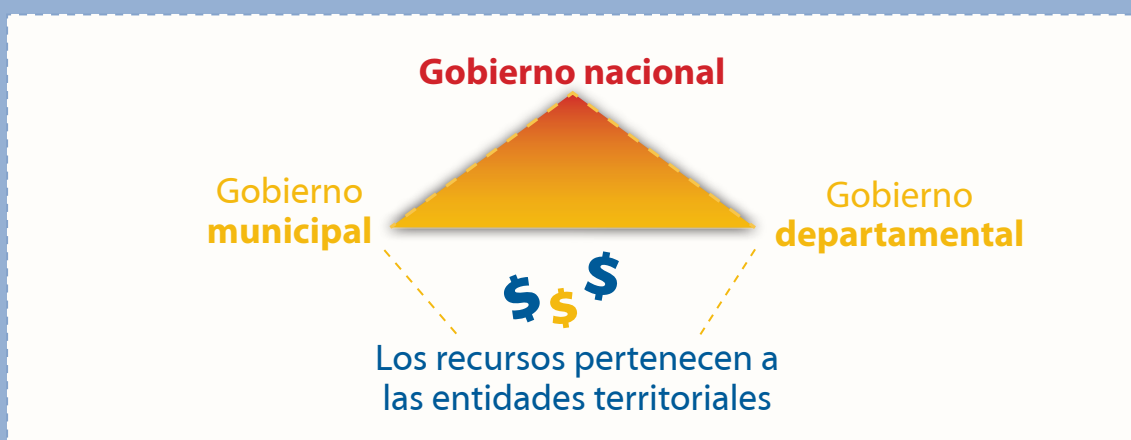 Gobierno nacional
Gobierno
municipal
Gobierno
departamental
$ $ $
Los recursos pertenecen a
las entidades territoriales